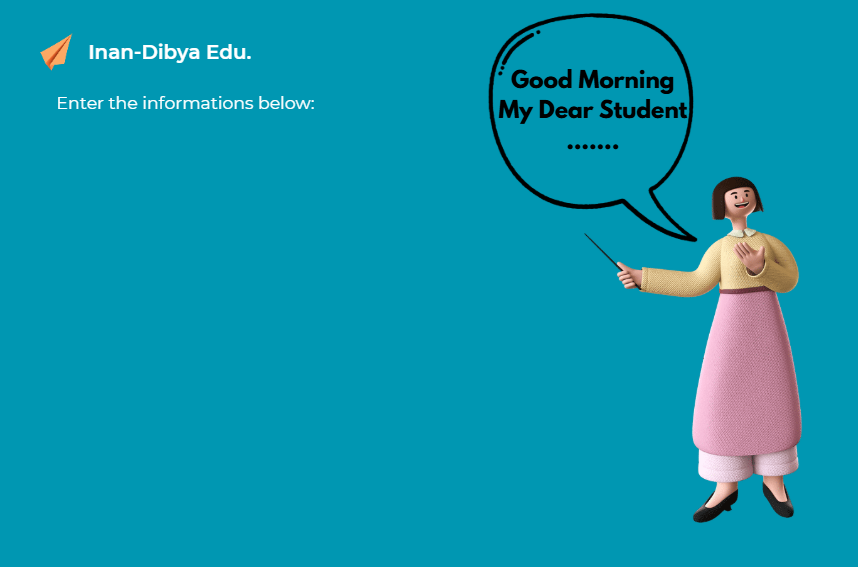 Inan-Dibya Edu.
Enter the informations below:
Good Morning
My Dear Student
.......